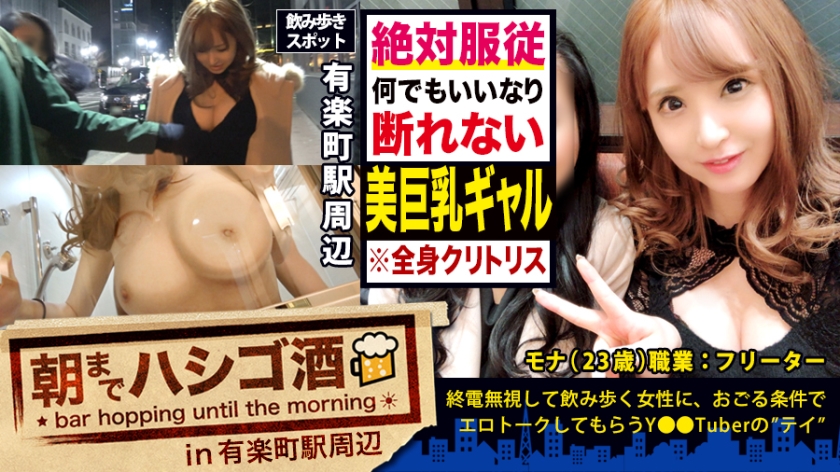 飲み歩き
スポット
有楽町駅周辺
絶対服従
何でもいいなり
断れない
美巨乳ギャル
※全身クリトリス
朝までハシゴ酒
★ bar hopping until the morning ☀
in 有楽町駅周辺
モナ(23歳)職業:フリーター
終電無視して飲み歩く女性に、おごる条件で
エロトークしてもらうY●●Tuberの"テイ"